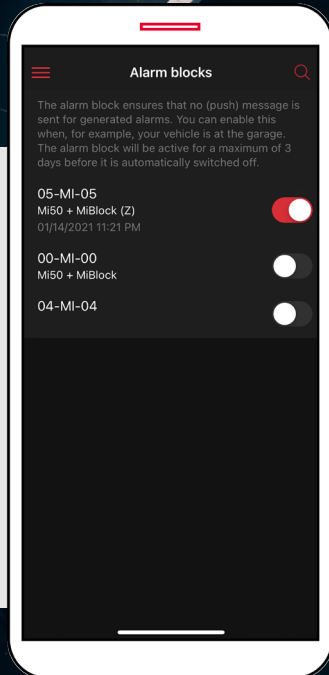 Alarm blocks
The alarm block ensures that no (push) message is
sent for generated alarms. You can enable this
when, for example, your vehicle is at the garage.
The alarm block will be active for a maximum of 3
days before it is automatically switched off.
05-MI-05
Mi50 + MiBlock (Z)
01/14/2021 11:21 PM
00-MI-00
Mi50 + MiBlock
04-MI-04